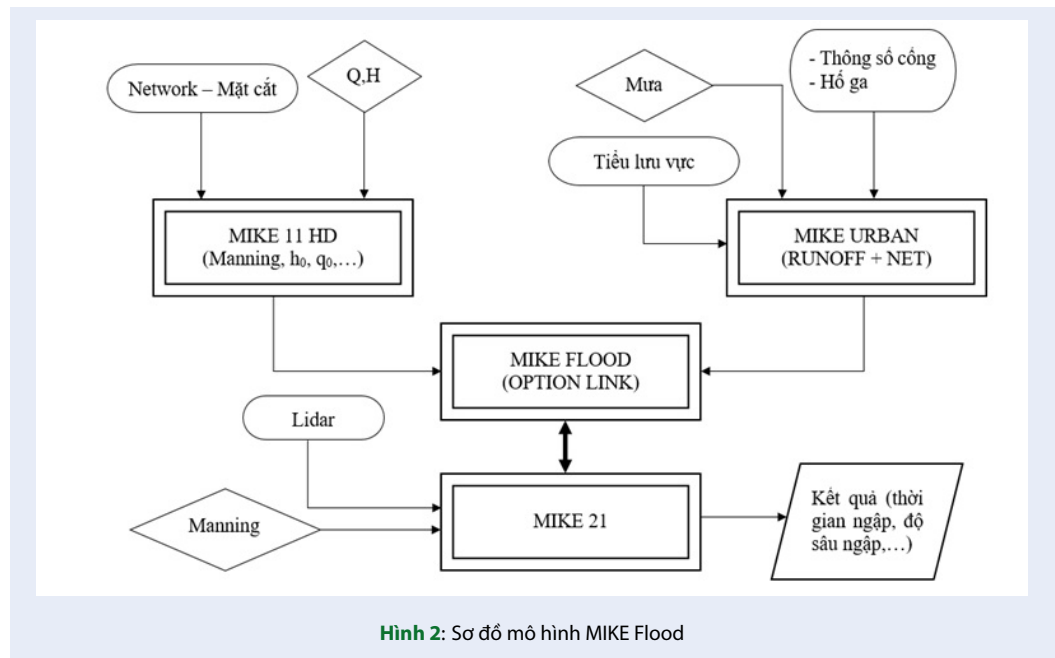 Network – Mặt cắt
Q,H
Mưa
- Thông số cống
- Hố ga
Tiểu lưu vực
MIKE 11 HD
(Manning, h₀, q₀,…)
MIKE URBAN
(RUNOFF + NET)
MIKE FLOOD
(OPTION LINK)
Lidar
Manning
MIKE 21
Kết quả (thời
gian ngập, độ
sâu ngập,…)
Hình 2: Sơ đồ mô hình MIKE Flood